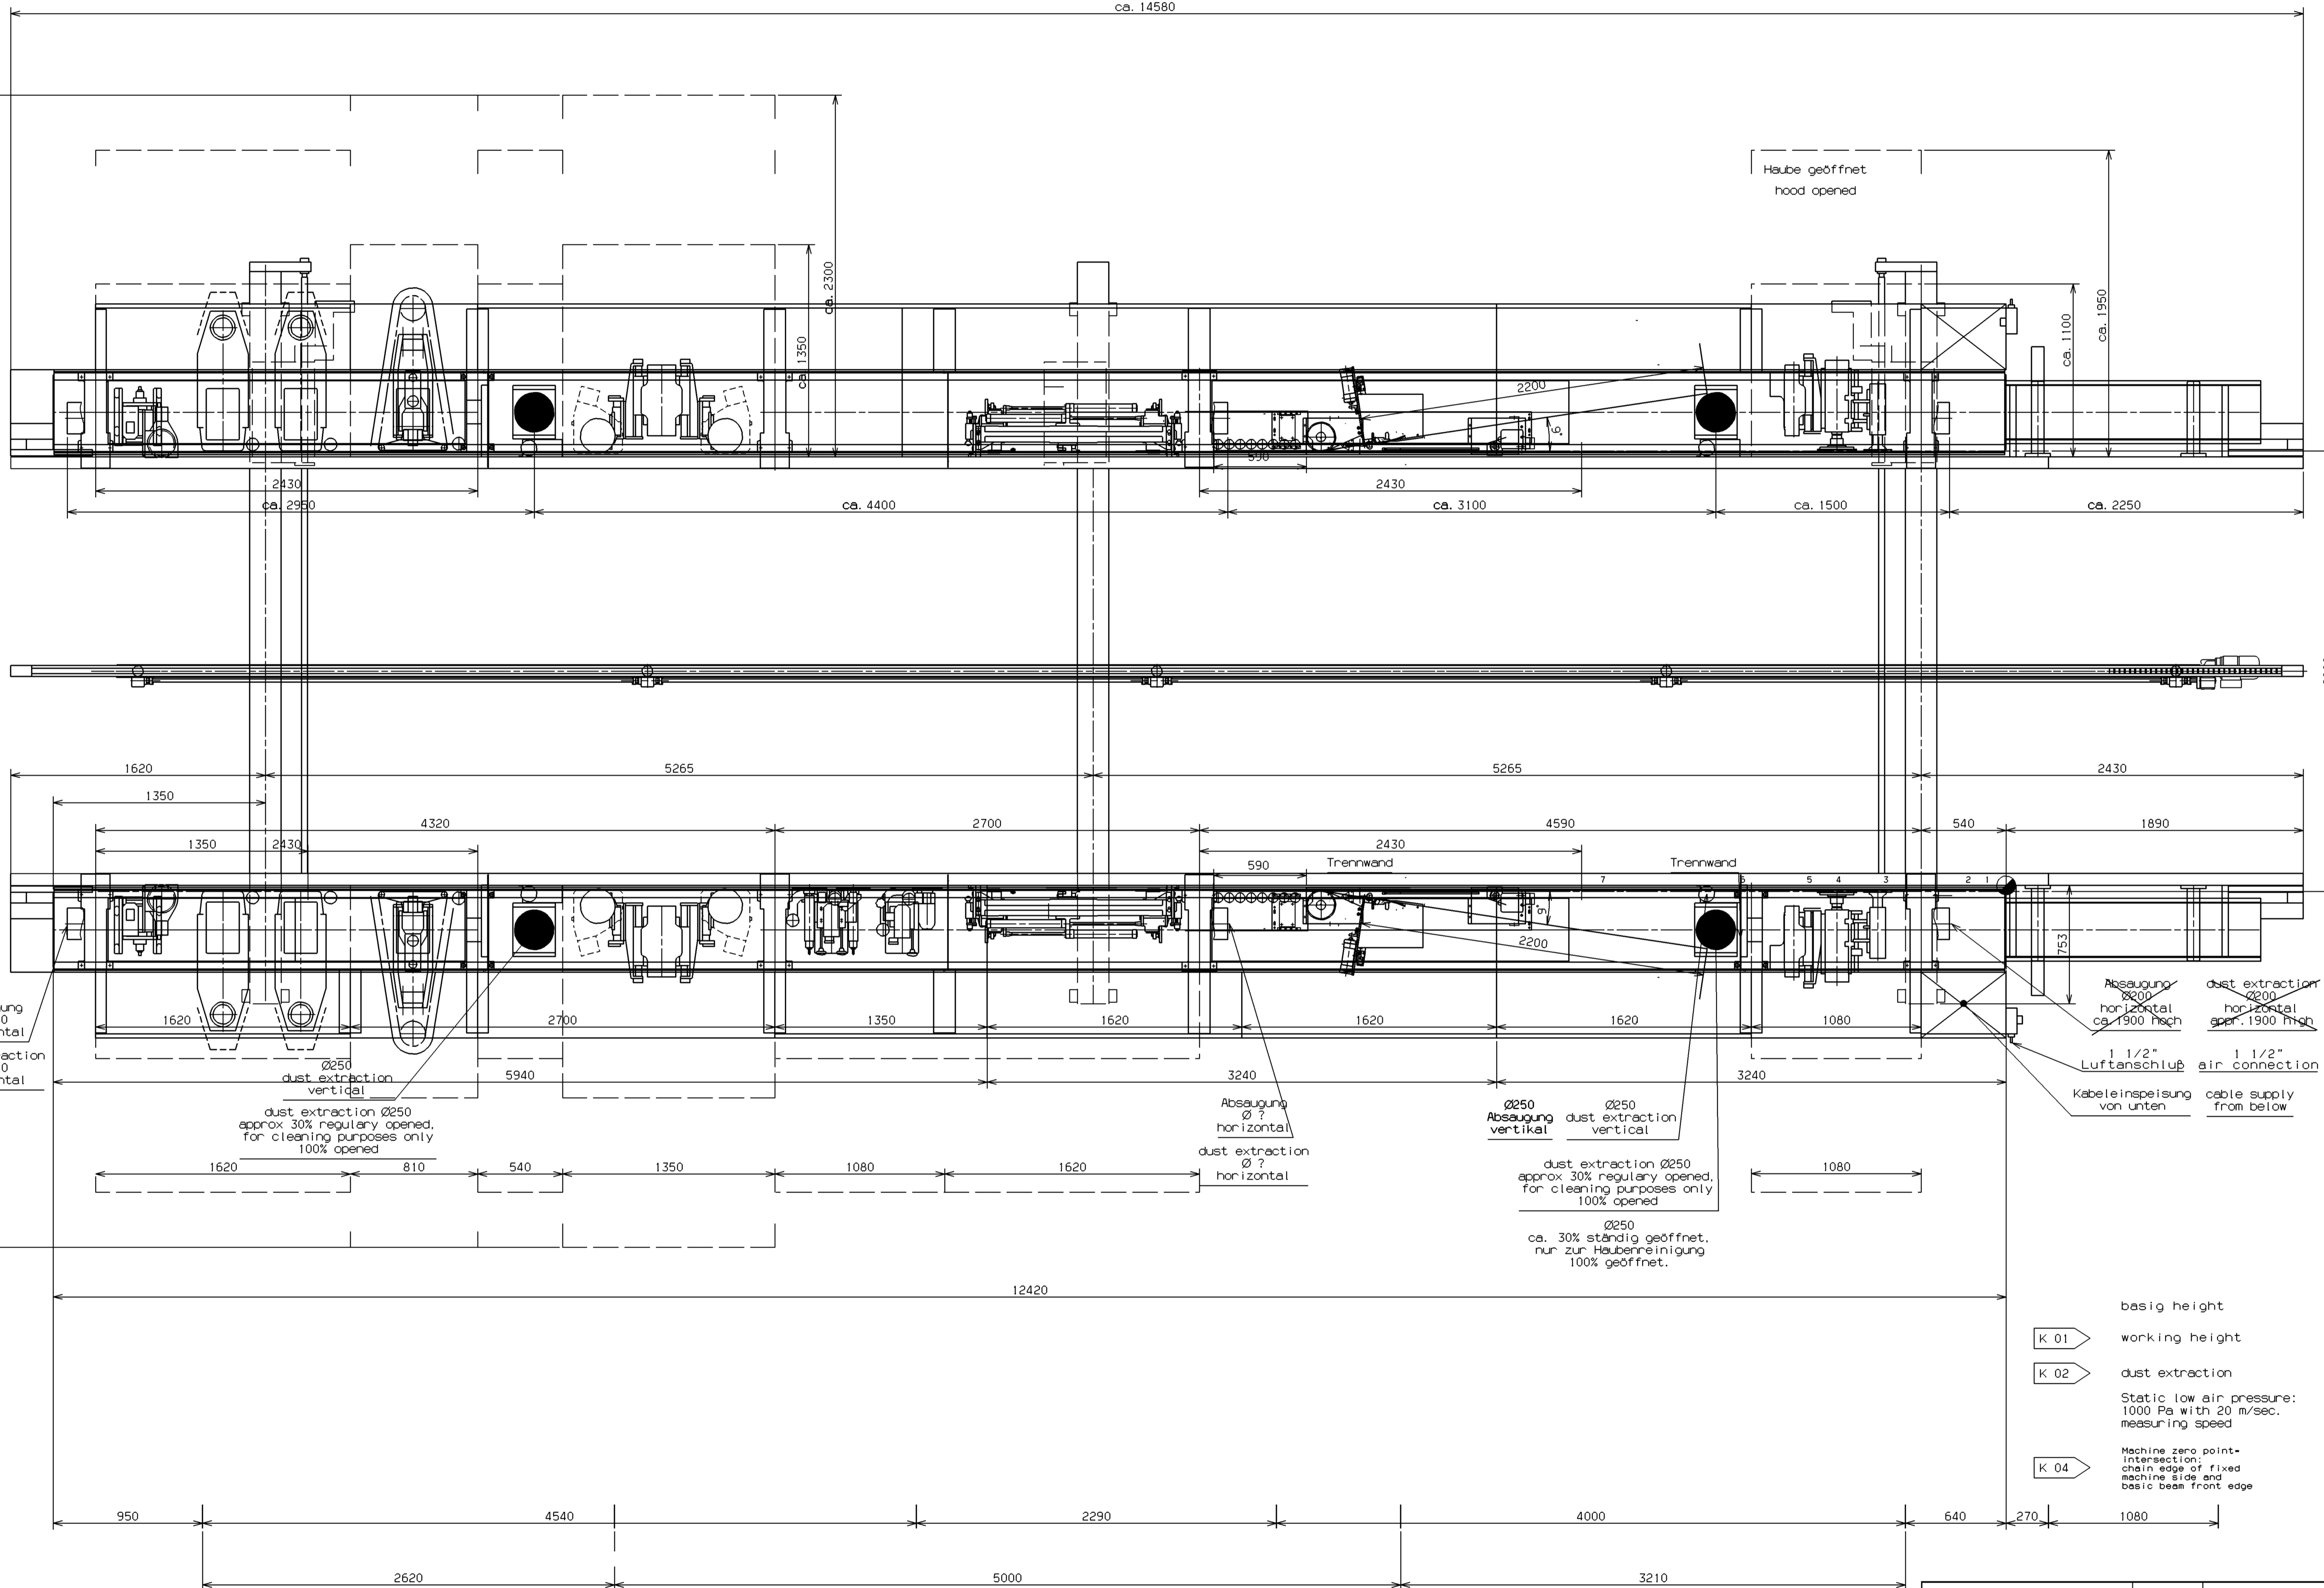 ca. 14580
Haube geöffnet
hood opened
ca. 2300
ca. 1350
ca. 1950
ca. 1100
2200
590
2430
2430
ca. 2950
ca. 4400
ca. 3100
ca. 1500
ca. 2250
1620
5265
5265
2430
1350
4320
2700
4590
540
1890
1350
2430
2430
590
Trennwand
Trennwand
7
6
5
4
3
2
1
2200
753
1620
2700
1350
1620
1620
1620
1080
5940
3240
3240
Ø250
dust extraction
vertical
dust extraction Ø250
approx 30% regulary opened,
for cleaning purposes only
100% opened
Absaugung
Ø ?
horizontal
dust extraction
Ø ?
horizontal
Ø250
Absaugung
vertikal
Ø250
dust extraction
vertical
dust extraction Ø250
approx 30% regulary opened,
for cleaning purposes only
100% opened
Ø250
ca. 30% ständig geöffnet,
nur zur Haubenreinigung
100% geöffnet.
Absaugung
Ø200
horizontal
ca.1900 hoch
dust extraction
Ø200
horizontal
appr.1900 high
1 1/2"
Luftanschluß
1 1/2"
air connection
Kabeleinspeisung
von unten
cable supply
from below
1620
810
540
1350
1080
1620
1080
12420
basig height
K 01
working height
K 02
dust extraction
Static low air pressure:
1000 Pa with 20 m/sec.
measuring speed
K 04
Machine zero point-
intersection:
chain edge of fixed
machine side and
basic beam front edge
950
4540
2290
4000
640
270
1080
2620
5000
3210